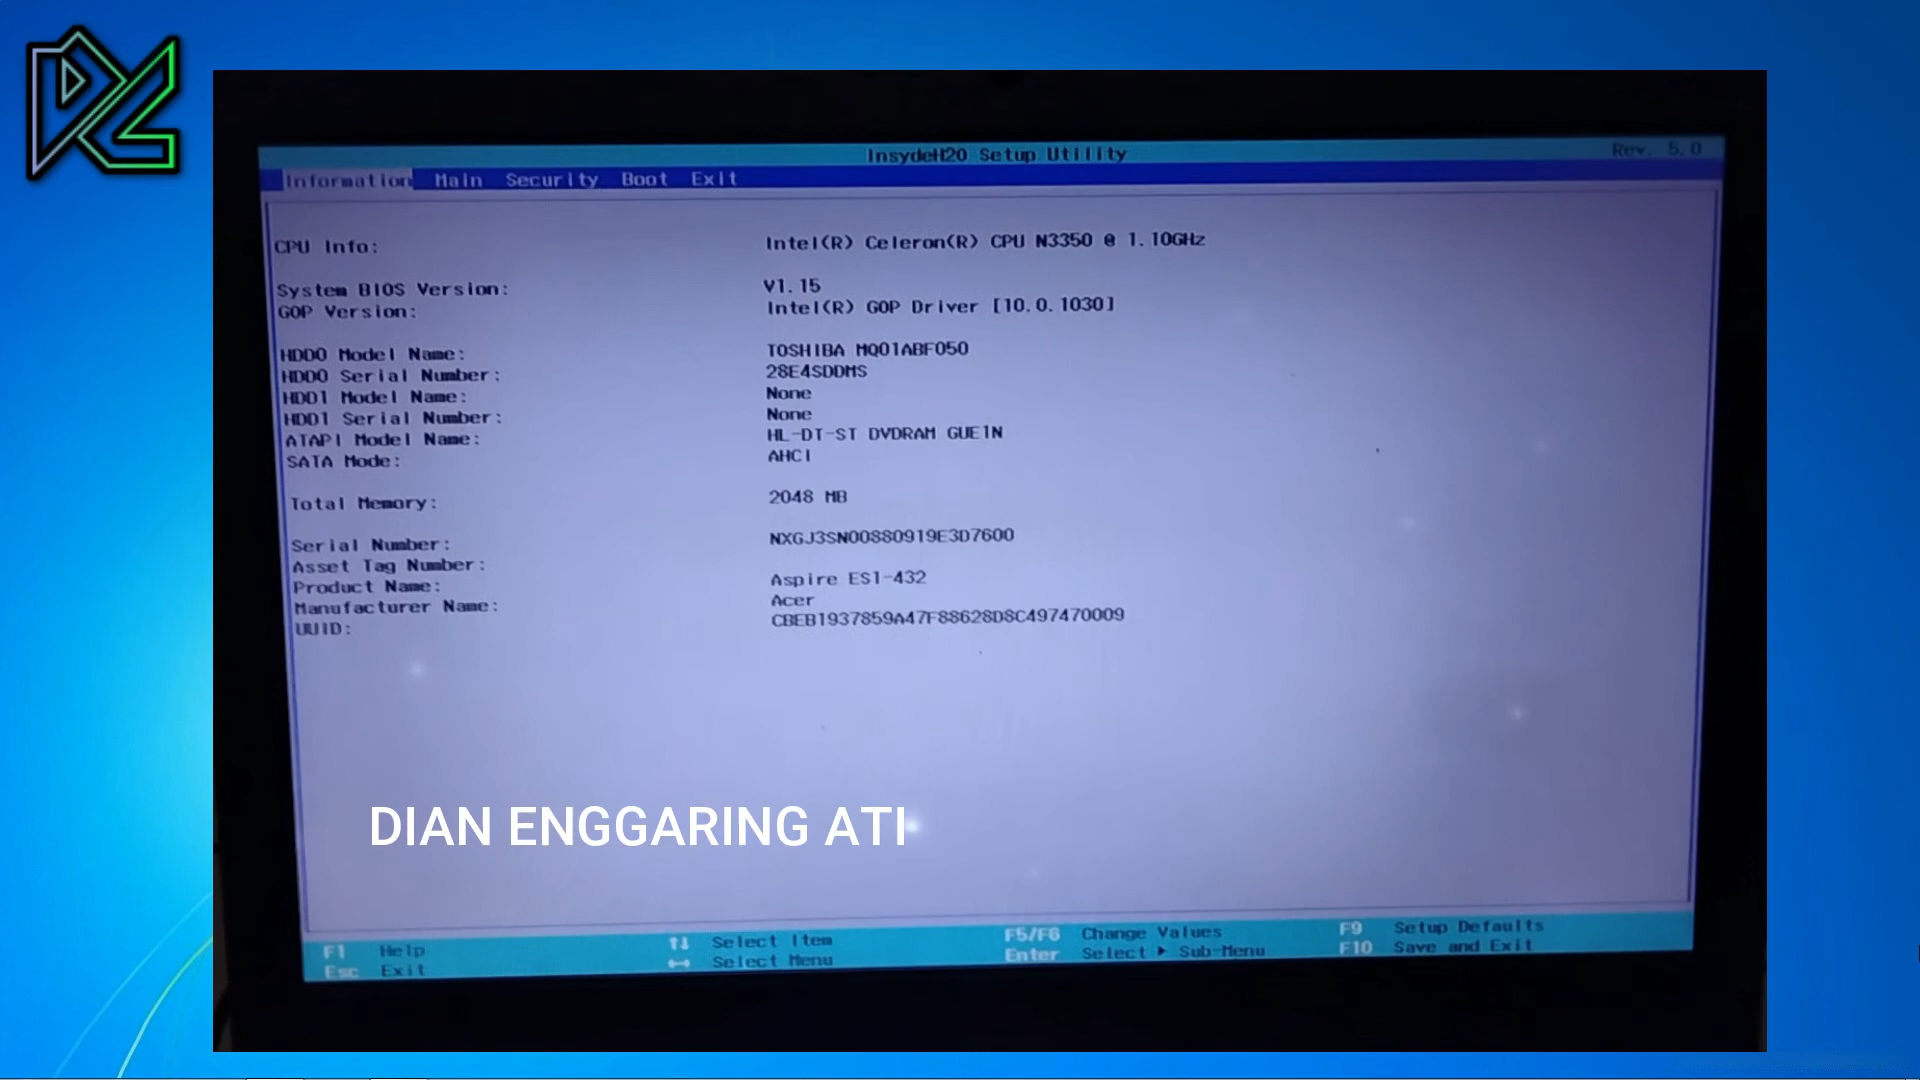 InsydeH20 Setup Utility Rev. 5.0
Information Main Security Boot Exit
CPU Info: Intel(R) Celeron(R) CPU N3350 @ 1.10GHz
System BIOS Version: V1.15
GOP Version: Intel(R) GOP Driver [10.0.1030]
HDD0 Model Name: TOSHIBA MQ01ABF050
HDD0 Serial Number: 28E4SDDMS
HDD1 Model Name: None
HDD1 Serial Number: None
ATAPI Model Name: HL-DT-ST DVDRAM GUE1N
SATA Mode: AHCI
Total Memory: 2048 MB
Serial Number: NXGJ3SN00880919E3D7600
Asset Tag Number:
Product Name: Aspire ES1-432
Manufacturer Name: Acer
UUID: CBEB1937859A47F88628D8C497470009
DIAN ENGGARING ATI
F1 Help ↑↓ Select Item F5/F6 Change Values F9 Setup Defaults
Esc Exit ↔ Select Menu Enter Select ▶ Sub-Menu F10 Save and Exit